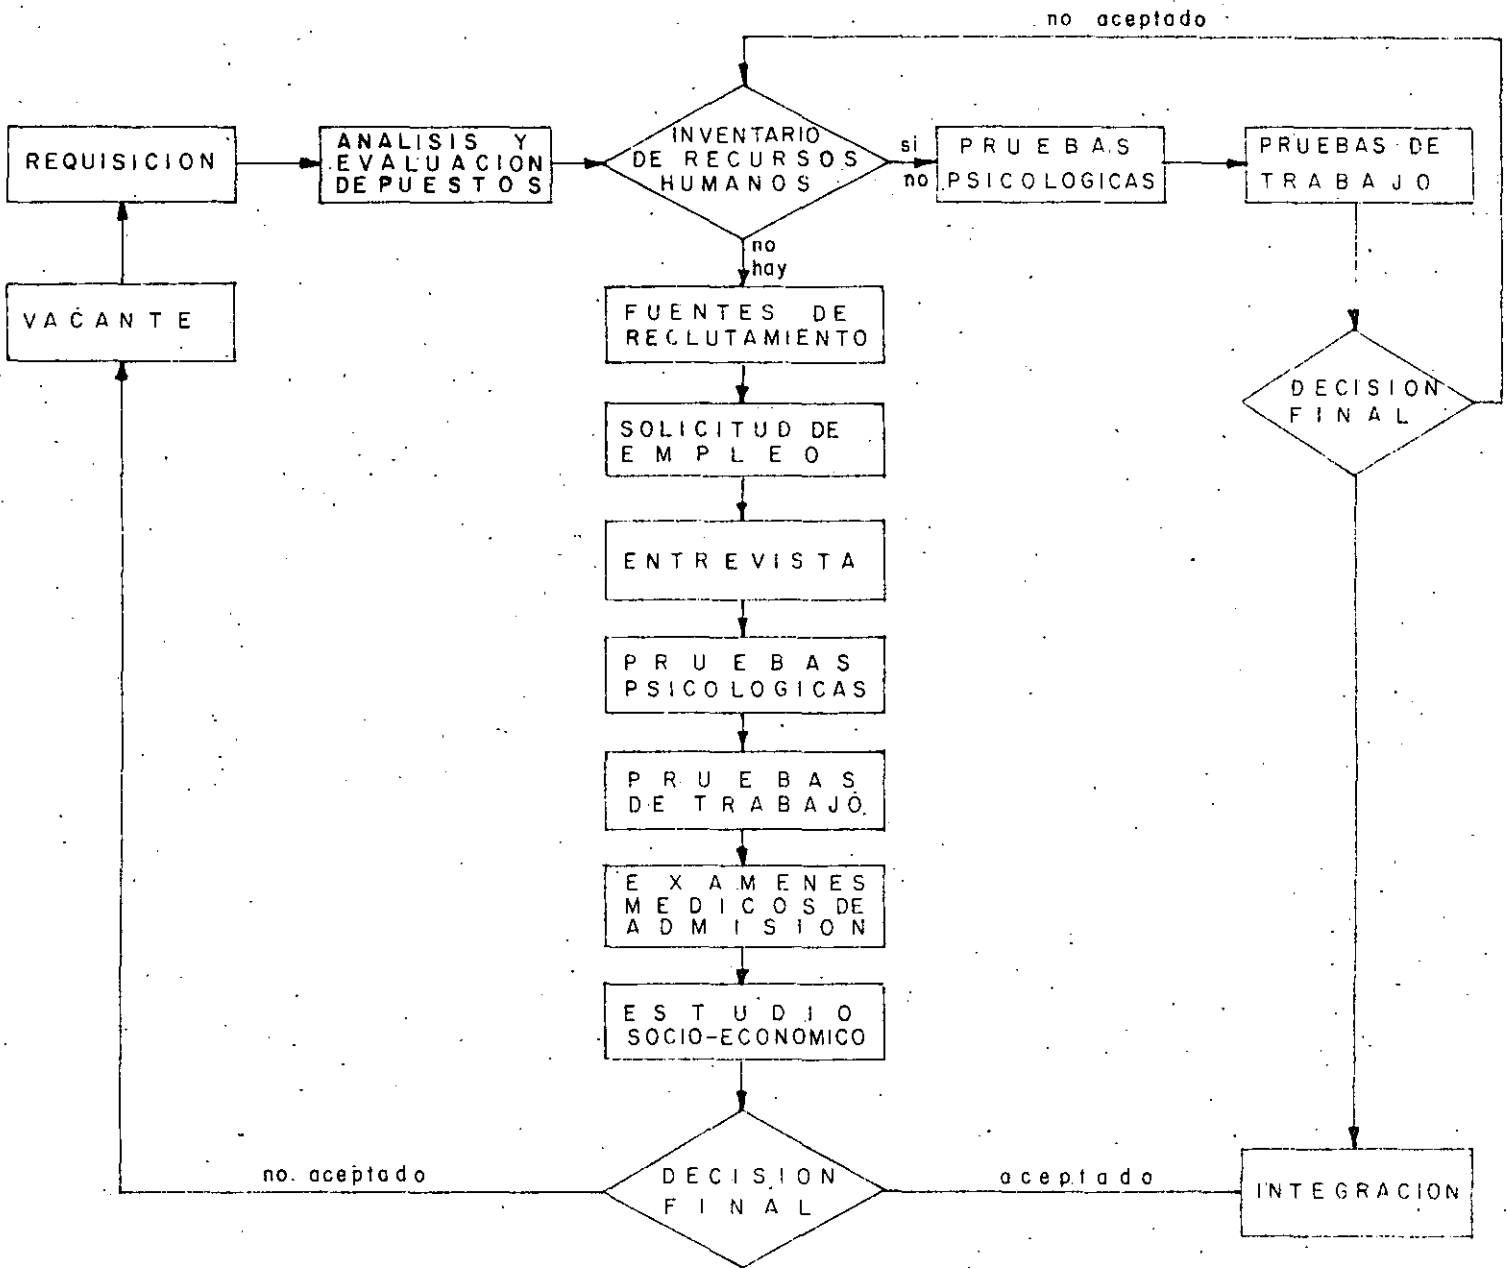 no aceptado
REQUISICION
ANALISIS Y
EVALUACION
DE PUESTOS
INVENTARIO
DE RECURSOS
HUMANOS
si
no
PRUEBAS
PSICOLOGICAS
PRUEBAS DE
TRABAJO
no
hay
VACANTE
FUENTES DE
RECLUTAMIENTO
DECISION
FINAL
SOLICITUD DE
EMPLEO
ENTREVISTA
PRUEBAS
PSICOLOGICAS
PRUEBAS
DE TRABAJO
EXAMENES
MEDICOS DE
ADMISION
ESTUDIO
SOCIO-ECONOMICO
no aceptado
DECISION
FINAL
aceptado
INTEGRACION